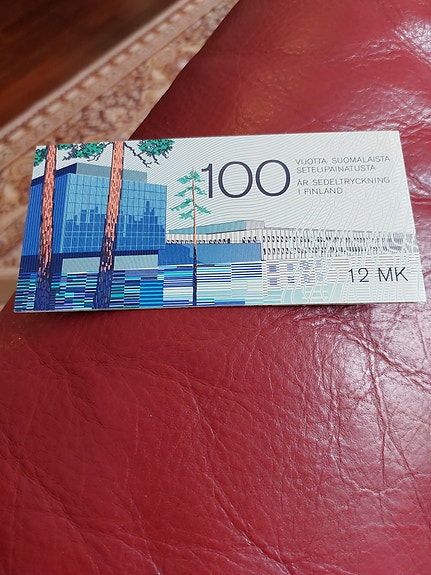 100
VUOTTA SUOMALAISTA
SETELIPAINATUSTA
ÅR SEDELTRYCKNING
I FINLAND
12 MK